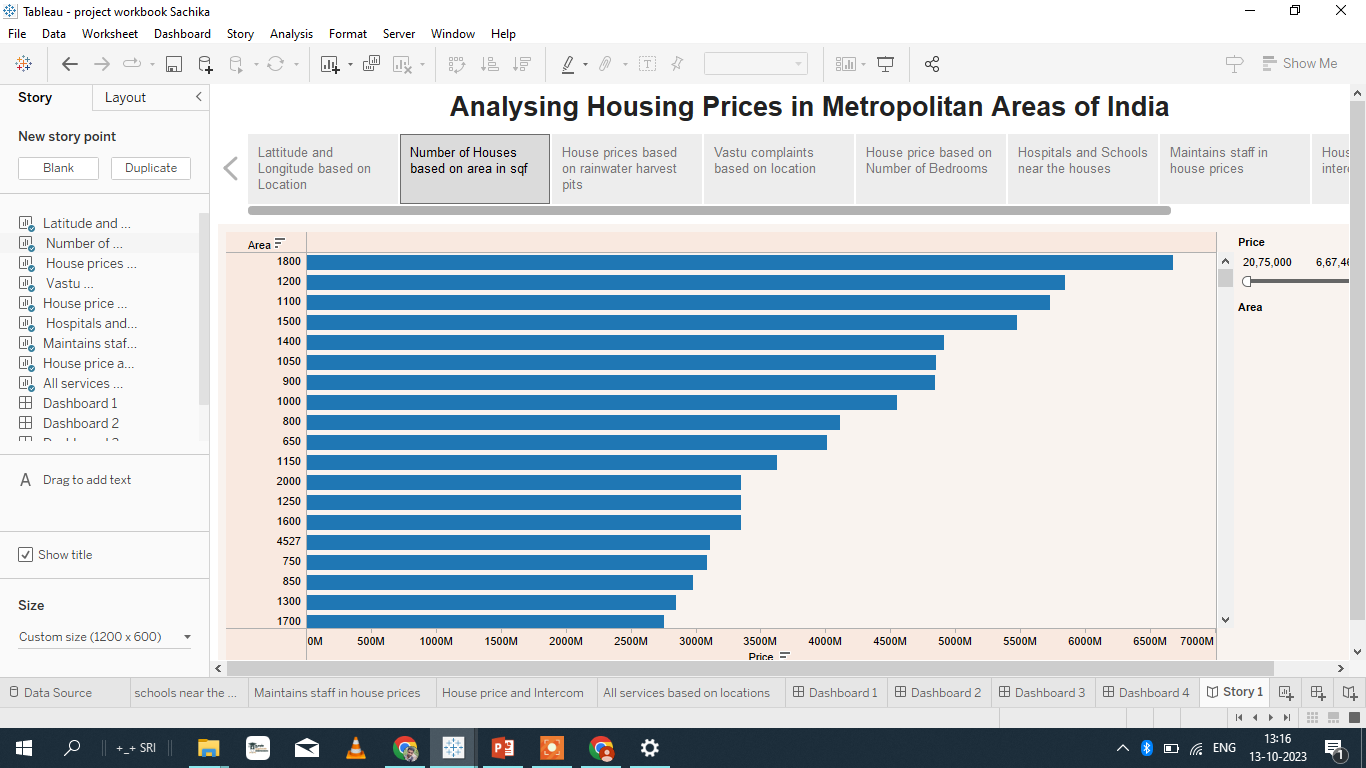 Tableau - project workbook Sachika
File Data Worksheet Dashboard Story Analysis Format Server Window Help
Show Me
Story Layout
New story point
Blank Duplicate
Latitude and ...
Number of ...
House prices ...
Vastu ...
House price ...
Hospitals and...
Maintains staf...
House price a...
All services ...
Dashboard 1
Dashboard 2
A Drag to add text
Show title
Size
Custom size (1200 x 600)
Analysing Housing Prices in Metropolitan Areas of India
Lattitude and
Longitude based on
Location
Number of Houses
based on area in sqf
House prices based
on rainwater harvest
pits
Vastu complaints
based on location
House price based on
Number of Bedrooms
Hospitals and Schools
near the houses
Maintains staff in
house prices
Hous
inter
Area
1800
1200
1100
1500
1400
1050
900
1000
800
650
1150
2000
1250
1600
4527
750
850
1300
1700
0M 500M 1000M 1500M 2000M 2500M 3000M 3500M 4000M 4500M 5000M 5500M 6000M 6500M 7000M
Price
Price
20,75,000 6,67,46
Area
Data Source schools near the ... Maintains staff in house prices House price and Intercom All services based on locations Dashboard 1 Dashboard 2 Dashboard 3 Dashboard 4 Story 1
+_+ SRI
ENG
13:16
13-10-2023
1